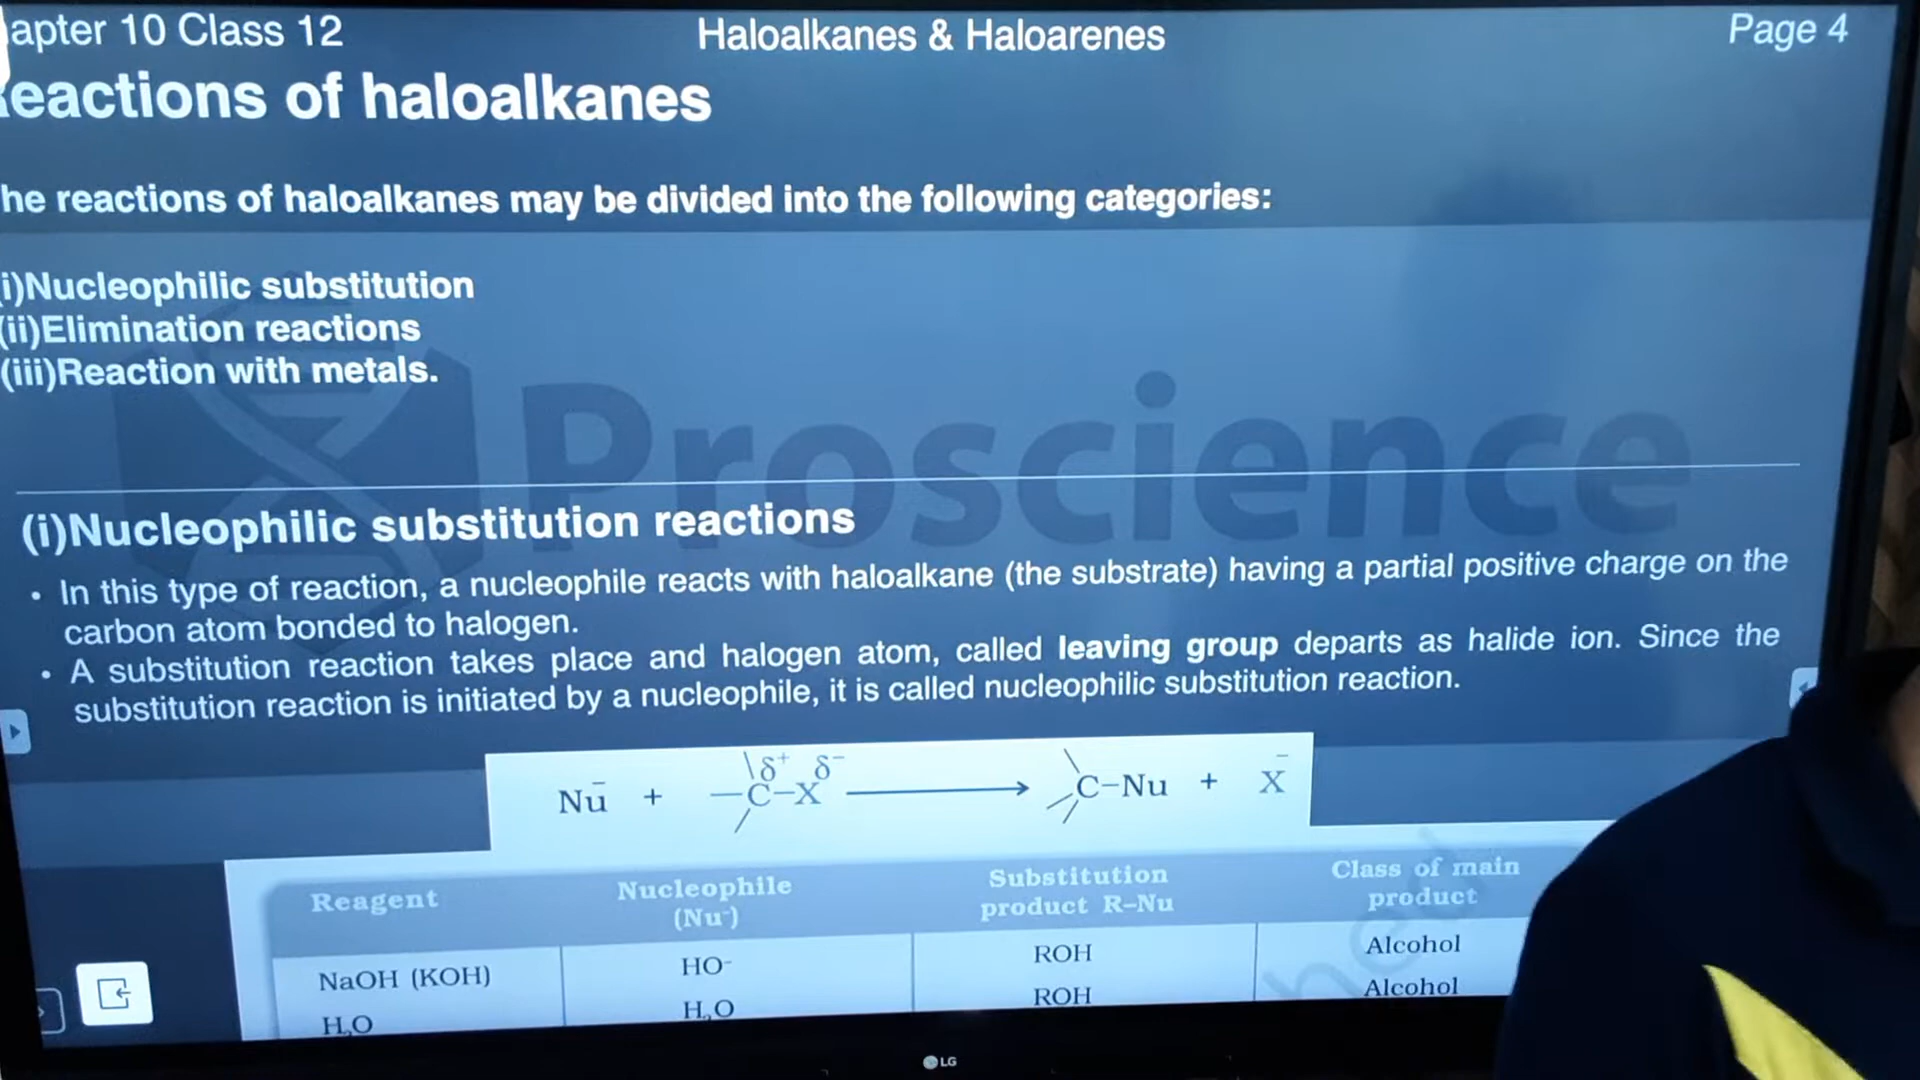 apter 10 Class 12
Haloalkanes & Haloarenes
Page 4
eactions of haloalkanes
he reactions of haloalkanes may be divided into the following categories:
i)Nucleophilic substitution
(ii)Elimination reactions
(iii)Reaction with metals.
Proscience
(i)Nucleophilic substitution reactions
• In this type of reaction, a nucleophile reacts with haloalkane (the substrate) having a partial positive charge on the
carbon atom bonded to halogen.
• A substitution reaction takes place and halogen atom, called leaving group departs as halide ion. Since the
substitution reaction is initiated by a nucleophile, it is called nucleophilic substitution reaction.
δ⁺ δ⁻
Nu⁻ + C–X → C–Nu + X⁻
Reagent Nucleophile (Nu⁻) Substitution product R–Nu Class of main product
NaOH (KOH) HO⁻ ROH Alcohol
H₂O H₂O ROH Alcohol
LG